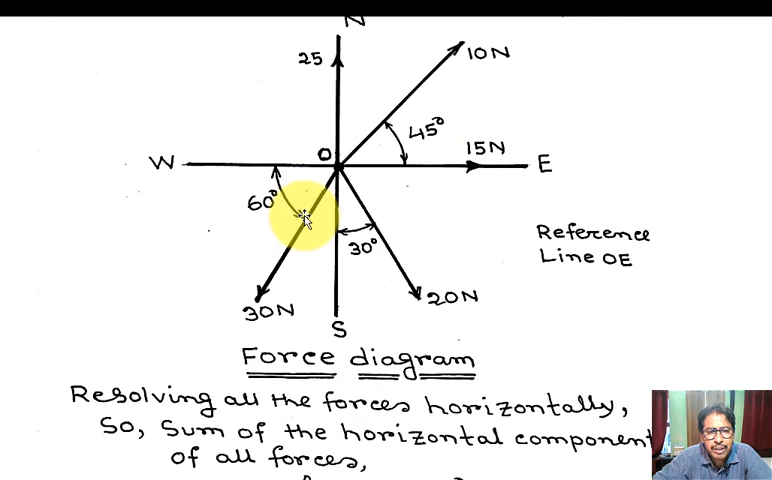 N
25
10N
45°
O
15N
W
E
60°
30°
Reference
Line OE
30N
20N
S
Force diagram
Resolving all the forces horizontally,
So, Sum of the horizontal component
of all forces,